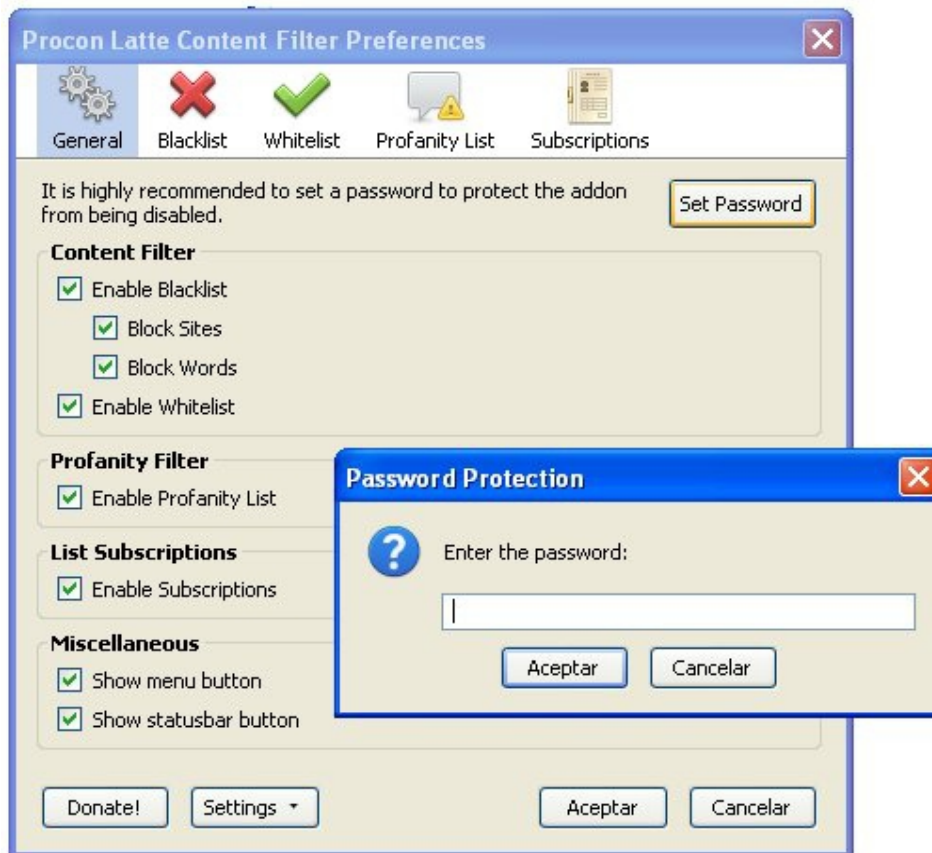 Procon Latte Content Filter Preferences
General Blacklist Whitelist Profanity List Subscriptions
It is highly recommended to set a password to protect the addon
from being disabled.
Set Password
Content Filter
Enable Blacklist
Block Sites
Block Words
Enable Whitelist
Profanity Filter
Enable Profanity List
List Subscriptions
Enable Subscriptions
Miscellaneous
Show menu button
Show statusbar button
Password Protection
Enter the password:
Aceptar Cancelar
Donate! Settings Aceptar Cancelar